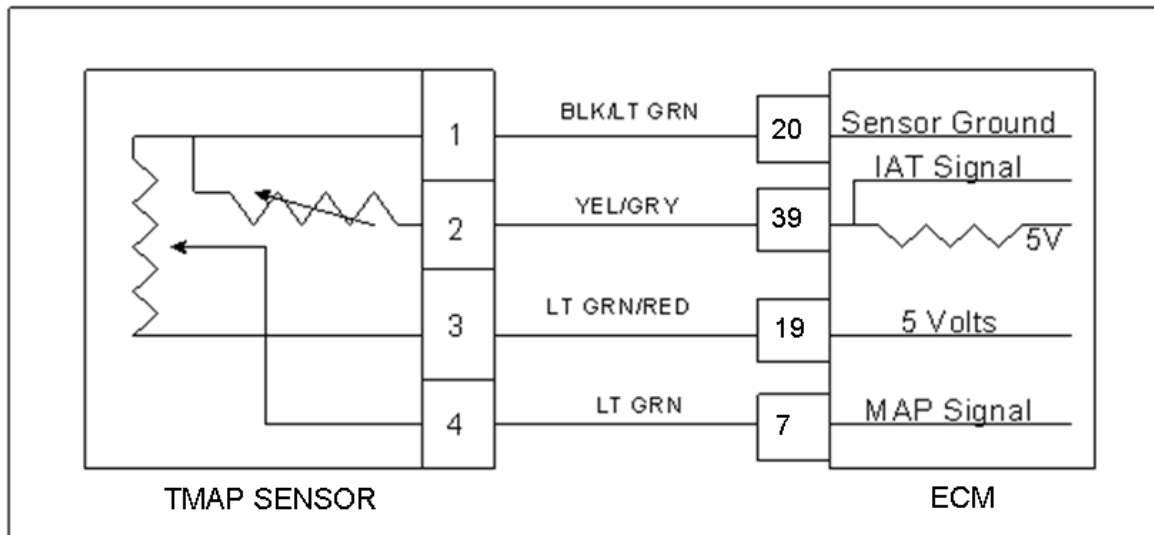 1 BLK/LT GRN 20 Sensor Ground
IAT Signal
2 YEL/GRY 39 5V
3 LT GRN/RED 19 5 Volts
4 LT GRN 7 MAP Signal
TMAP SENSOR ECM